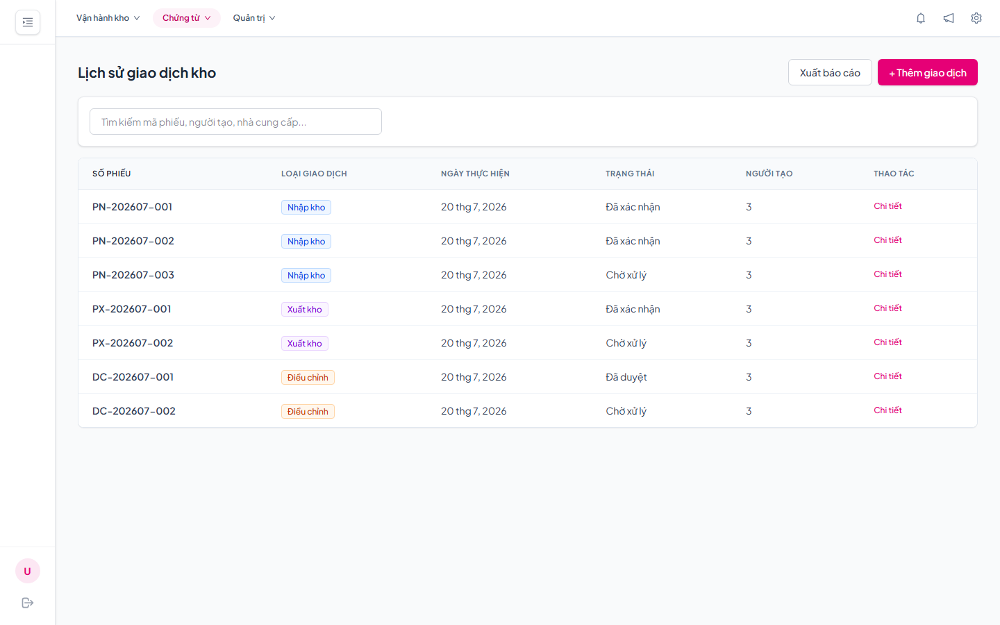 Vận hành kho Chứng từ Quản trị
Lịch sử giao dịch kho
Xuất báo cáo
+ Thêm giao dịch
Tìm kiếm mã phiếu, người tạo, nhà cung cấp...
SỐ PHIẾU LOẠI GIAO DỊCH NGÀY THỰC HIỆN TRẠNG THÁI NGƯỜI TẠO THAO TÁC
PN-202607-001 Nhập kho 20 thg 7, 2026 Đã xác nhận 3 Chi tiết
PN-202607-002 Nhập kho 20 thg 7, 2026 Đã xác nhận 3 Chi tiết
PN-202607-003 Nhập kho 20 thg 7, 2026 Chờ xử lý 3 Chi tiết
PX-202607-001 Xuất kho 20 thg 7, 2026 Đã xác nhận 3 Chi tiết
PX-202607-002 Xuất kho 20 thg 7, 2026 Chờ xử lý 3 Chi tiết
DC-202607-001 Điều chỉnh 20 thg 7, 2026 Đã duyệt 3 Chi tiết
DC-202607-002 Điều chỉnh 20 thg 7, 2026 Chờ xử lý 3 Chi tiết
U